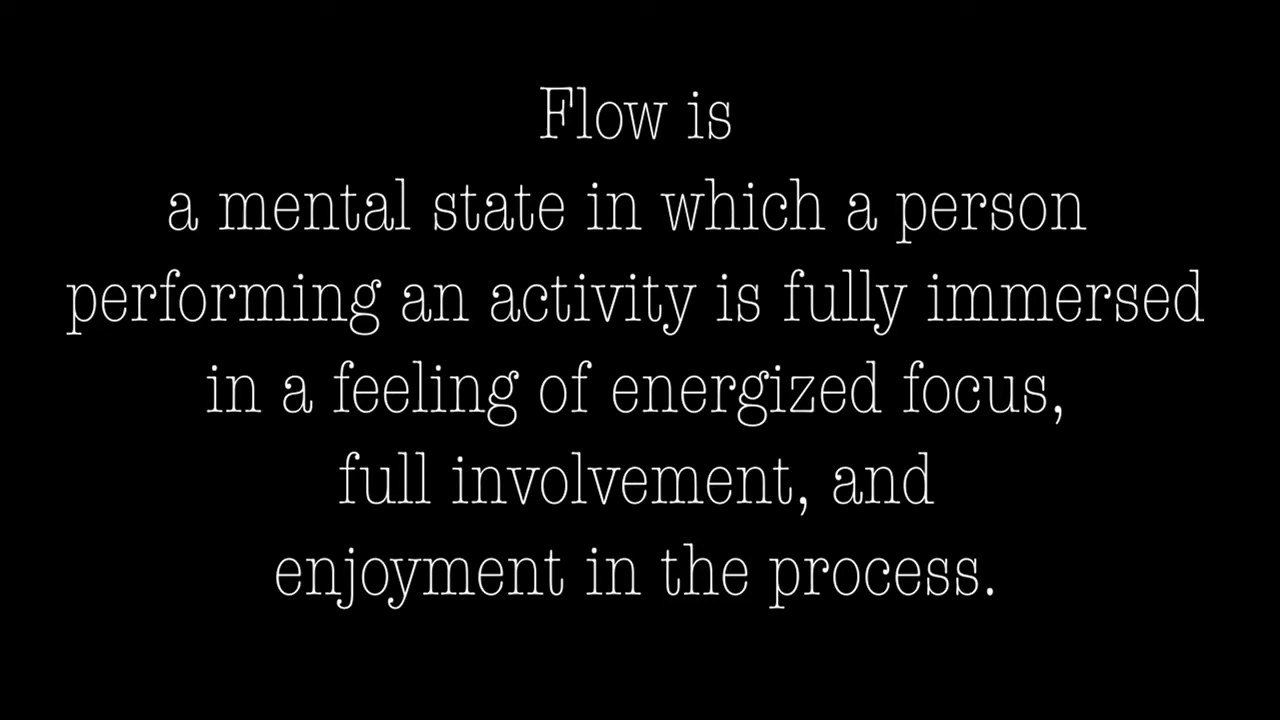 Flow is
a mental state in which a person
performing an activity is fully immersed
in a feeling of energized focus,
full involvement, and
enjoyment in the process.